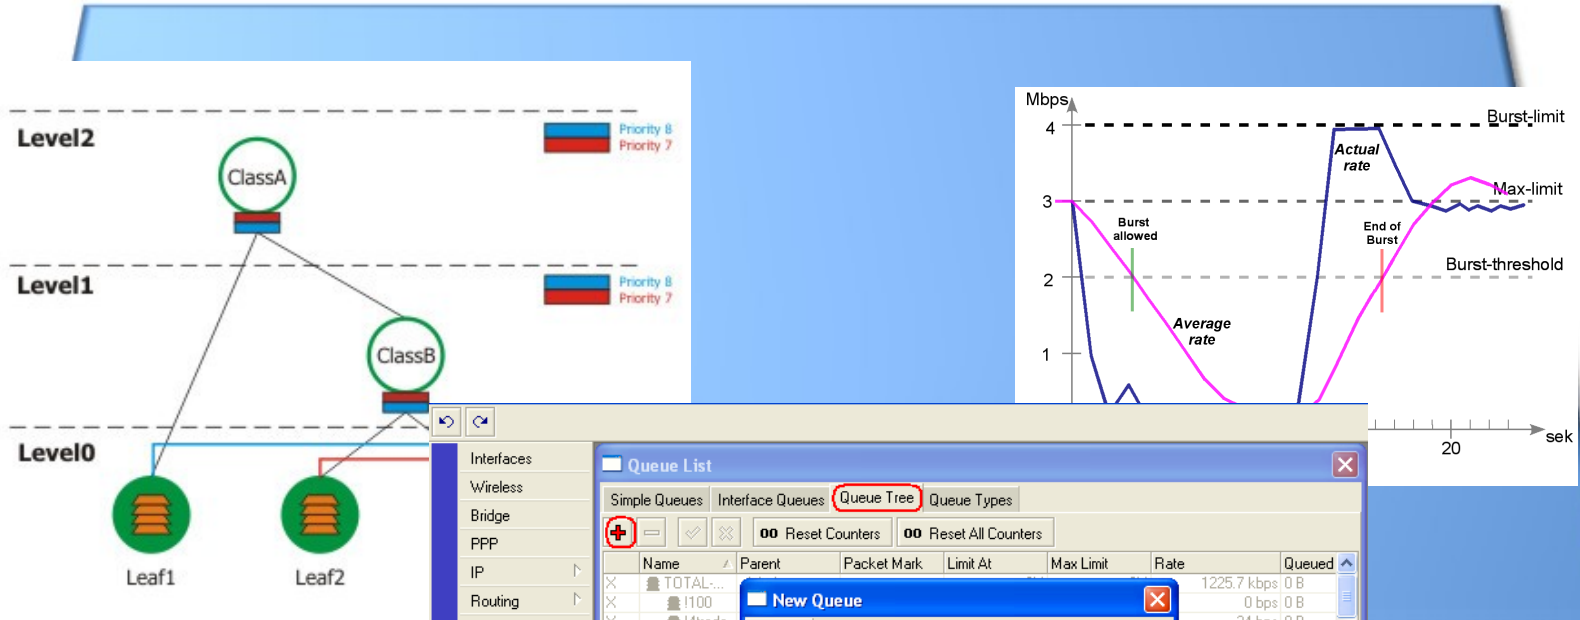 Level2
Priority 8
Priority 7
ClassA
Level1
Priority 8
Priority 7
ClassB
Level0
Leaf1
Leaf2
Mbps
4
Burst-limit
Actual
rate
3
Max-limit
Burst
allowed
End of
Burst
2
Burst-threshold
Average
rate
1
20
sek
Interfaces
Wireless
Bridge
PPP
IP
Routing
Queue List
Simple Queues
Interface Queues
Queue Tree
Queue Types
00 Reset Counters
00 Reset All Counters
Name
Parent
Packet Mark
Limit At
Max Limit
Rate
Queued
X
TOTAL-...
1225.7 kbps
0 B
X
!100
0 bps
0 B
New Queue